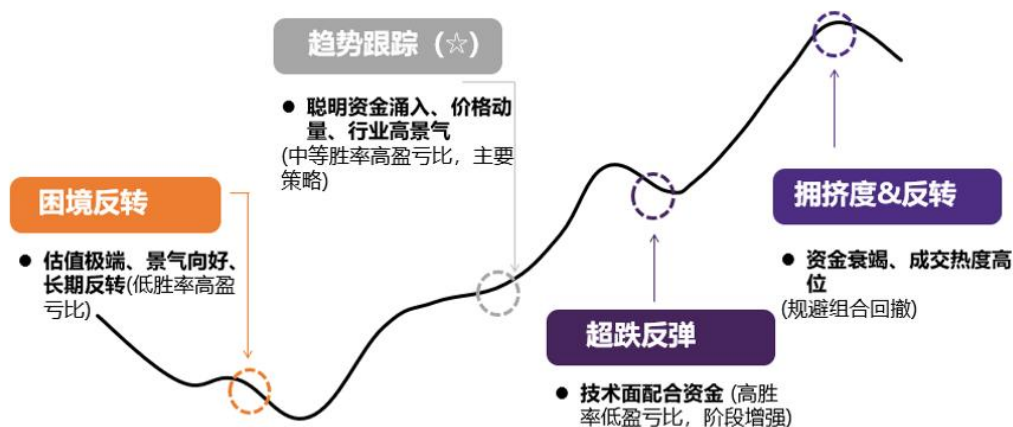 趋势跟踪（☆）
● 聪明资金涌入、价格动
量、行业高景气
(中等胜率高盈亏比，主要
策略)
困境反转
● 估值极端、景气向好、
长期反转(低胜率高盈
亏比)
拥挤度&反转
● 资金衰竭、成交热度高
位
(规避组合回撤)
超跌反弹
● 技术面配合资金 (高胜
率低盈亏比，阶段增强)